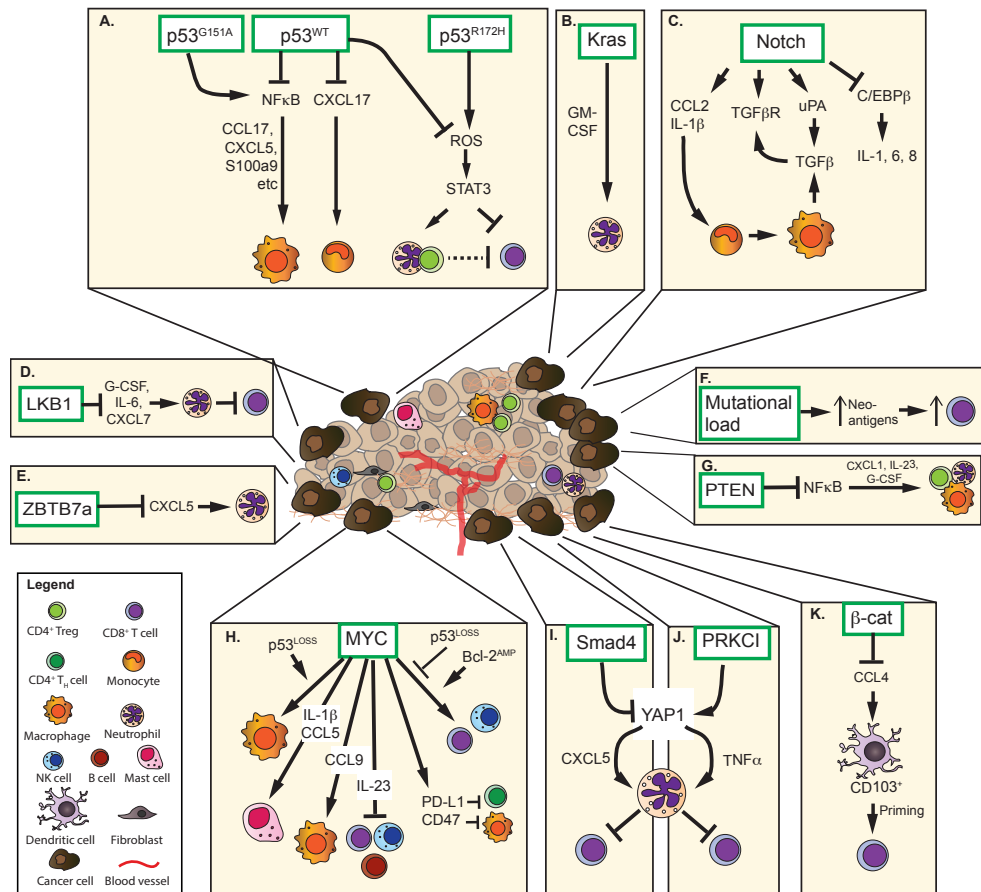 A.
p53G151A
p53WT
p53R172H
NFκB
CXCL17
CCL17,
CXCL5,
S100a9
etc
ROS
STAT3
B.
Kras
GM-
CSF
C.
Notch
CCL2
IL-1β
TGFβR
uPA
C/EBPβ
TGFβ
IL-1, 6, 8
D.
LKB1
G-CSF,
IL-6,
CXCL7
E.
ZBTB7a
CXCL5
F.
Mutational
load
Neo-
antigens
G.
PTEN
NFκB
CXCL1, IL-23,
G-CSF
Legend
CD4+ Treg
CD8+ T cell
CD4+ TH cell
Monocyte
Macrophage
Neutrophil
NK cell
B cell
Mast cell
Dendritic cell
Fibroblast
Cancer cell
Blood vessel
H.
MYC
p53LOSS
p53LOSS
Bcl-2AMP
IL-1β
CCL5
CCL9
IL-23
PD-L1
CD47
I.
Smad4
J.
PRKCI
YAP1
CXCL5
TNFα
K.
β-cat
CCL4
CD103+
Priming